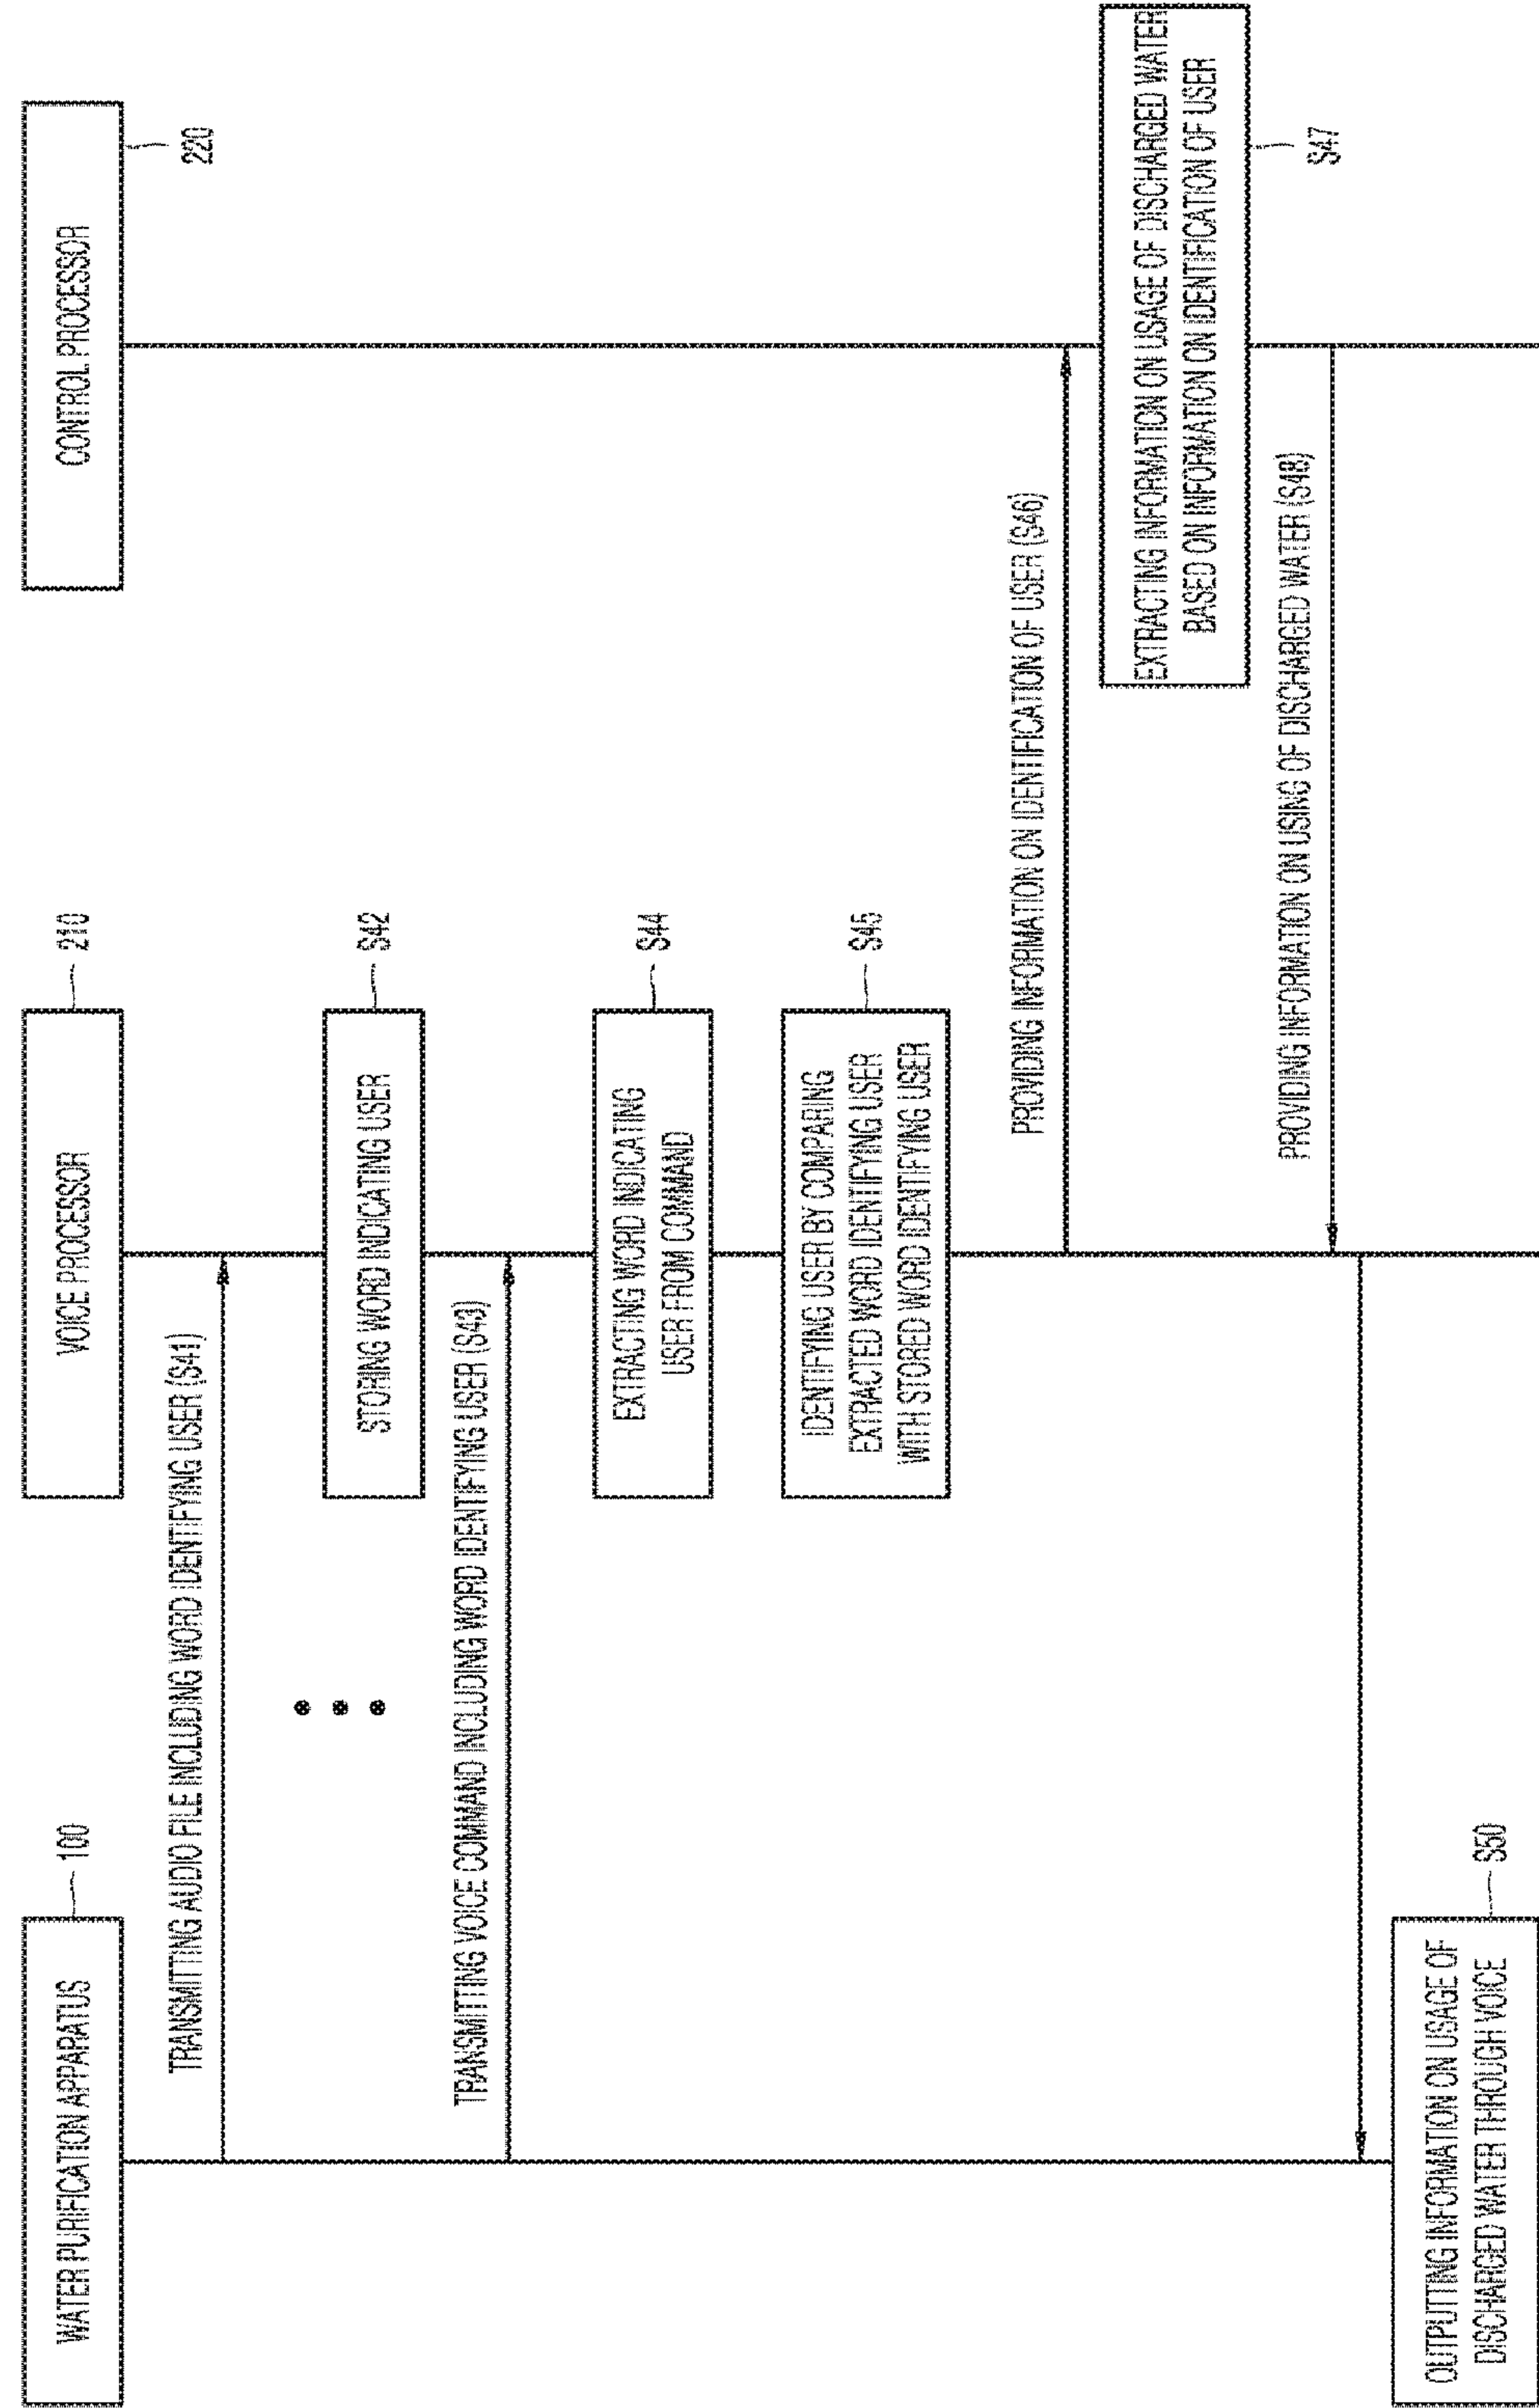 WATER PURIFICATION APPARATUS
100
VOICE PROCESSOR
210
CONTROL PROCESSOR
220
TRANSMITTING AUDIO FILE INCLUDING WORD IDENTIFYING USER (S41)
STORING WORD INDICATING USER
S42
TRANSMITTING VOICE COMMAND INCLUDING WORD IDENTIFYING USER (S43)
EXTRACTING WORD INDICATING
USER FROM COMMAND
S44
IDENTIFYING USER BY COMPARING
EXTRACTED WORD IDENTIFYING USER
WITH STORED WORD IDENTIFYING USER
S45
PROVIDING INFORMATION ON IDENTIFICATION OF USER (S46)
EXTRACTING INFORMATION ON USAGE OF DISCHARGED WATER
BASED ON INFORMATION ON IDENTIFICATION OF USER
S47
PROVIDING INFORMATION ON USING OF DISCHARGED WATER (S48)
OUTPUTTING INFORMATION ON USAGE OF
DISCHARGED WATER THROUGH VOICE
S50